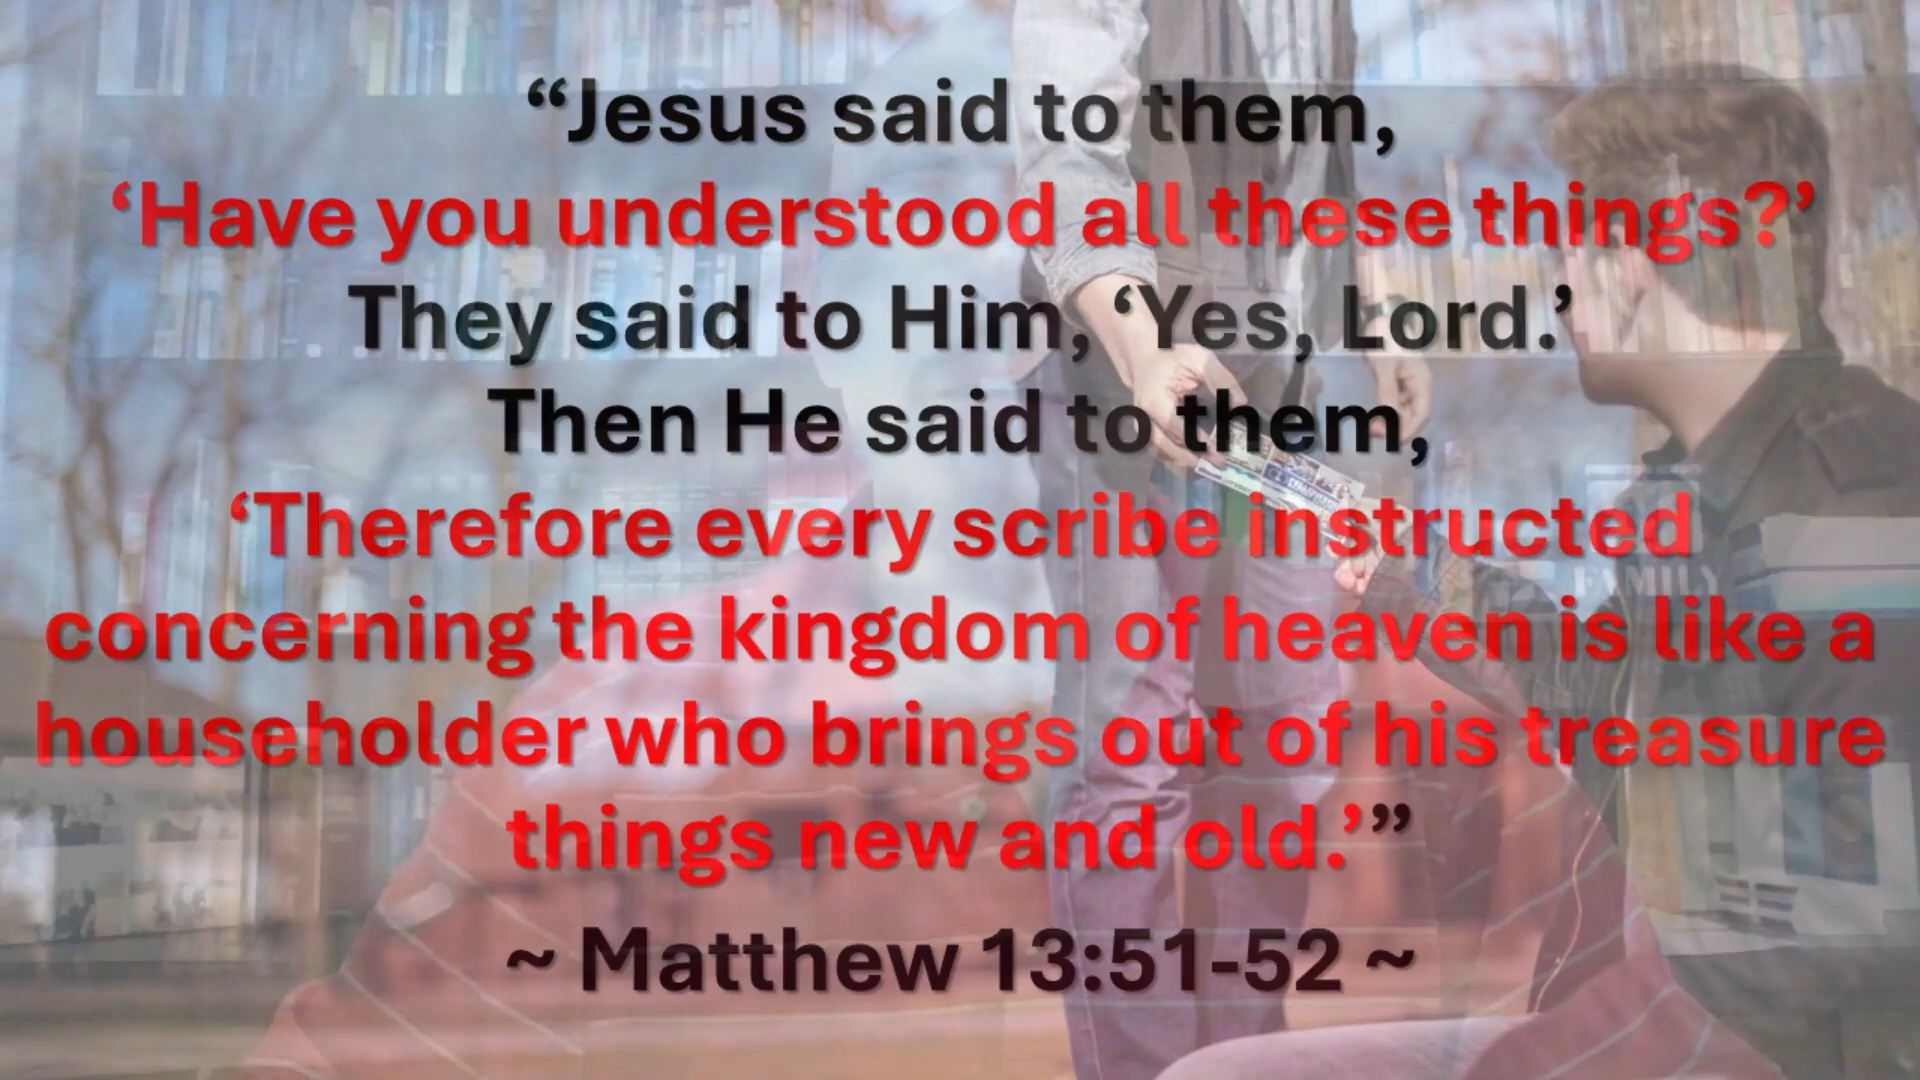 “Jesus said to them,
‘Have you understood all these things?’
They said to Him, ‘Yes, Lord.’
Then He said to them,
‘Therefore every scribe instructed
concerning the kingdom of heaven is like a
householder who brings out of his treasure
things new and old.’”
~ Matthew 13:51-52 ~
FAMILY